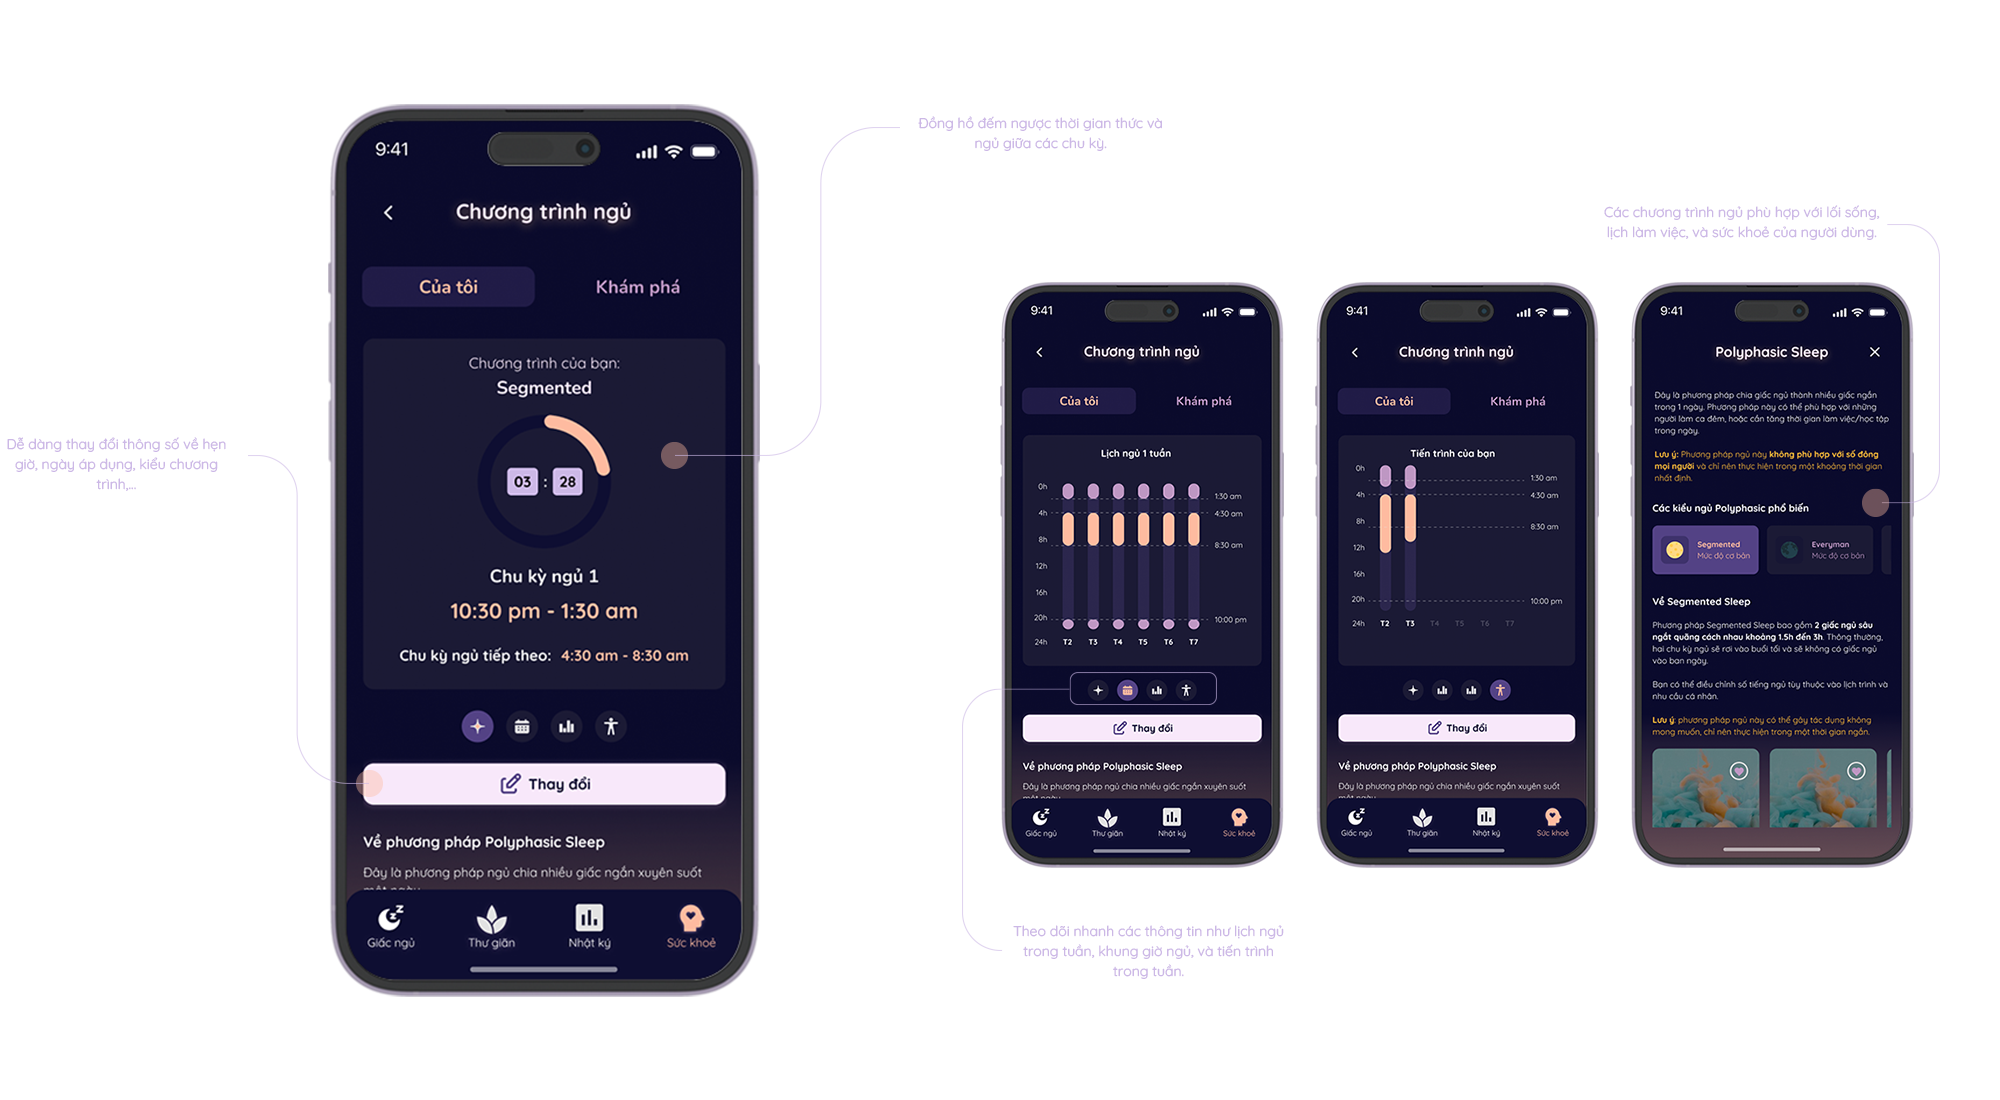 Dễ dàng thay đổi thông số về hẹn
giờ, ngày áp dụng, kiểu chương
trình,...
9:41
Chương trình ngủ
Của tôi
Khám phá
Chương trình của bạn:
Segmented
03 : 28
Chu kỳ ngủ 1
10:30 pm - 1:30 am
Chu kỳ ngủ tiếp theo: 4:30 am - 8:30 am
Thay đổi
Về phương pháp Polyphasic Sleep
Đây là phương pháp ngủ chia nhiều giấc ngắn xuyên suốt
một ngày
Giấc ngủ
Thư giãn
Nhật ký
Sức khoẻ
Đồng hồ đếm ngược thời gian thức và
ngủ giữa các chu kỳ.
9:41
Chương trình ngủ
Của tôi
Khám phá
Lịch ngủ 1 tuần
0h
1:30 am
4h
4:30 am
8h
8:30 am
12h
16h
20h
10:00 pm
24h
T2 T3 T4 T5 T6 T7
Thay đổi
Về phương pháp Polyphasic Sleep
Đây là phương pháp ngủ chia nhiều giấc ngắn xuyên suốt
một ngày
Giấc ngủ
Thư giãn
Nhật ký
Sức khoẻ
Theo dõi nhanh các thông tin như lịch ngủ
trong tuần, khung giờ ngủ, và tiến trình
trong tuần.
9:41
Chương trình ngủ
Của tôi
Khám phá
Tiến trình của bạn
0h
1:30 am
4h
4:30 am
8h
8:30 am
12h
16h
20h
10:00 pm
24h
T2 T3 T4 T5 T6 T7
Thay đổi
Về phương pháp Polyphasic Sleep
Đây là phương pháp ngủ chia nhiều giấc ngắn xuyên suốt
một ngày
Giấc ngủ
Thư giãn
Nhật ký
Sức khoẻ
Các chương trình ngủ phù hợp với lối sống,
lịch làm việc, và sức khoẻ của người dùng.
9:41
Polyphasic Sleep
Đây là phương pháp chia giấc ngủ thành nhiều giấc ngắn
trong 1 ngày. Phương pháp này có thể phù hợp với những
người làm ca đêm, hoặc cần tăng thời gian làm việc/học tập
trong ngày.
Lưu ý: Phương pháp ngủ này không phù hợp với số đông
mọi người và chỉ nên thực hiện trong một khoảng thời gian
nhất định.
Các kiểu ngủ Polyphasic phổ biến
Segmented
Mức độ cơ bản
Everyman
Mức độ cơ bản
Về Segmented Sleep
Phương pháp Segmented Sleep bao gồm 2 giấc ngủ sâu
ngắt quãng cách nhau khoảng 1.5h đến 3h. Thông thường,
hai chu kỳ ngủ sẽ rơi vào buổi tối và sẽ không có giấc ngủ
vào ban ngày.
Bạn có thể điều chỉnh số tiếng ngủ tùy thuộc vào lịch trình và
nhu cầu cá nhân.
Lưu ý: phương pháp ngủ này có thể gây tác dụng không
mong muốn, chỉ nên thực hiện trong một thời gian ngắn.